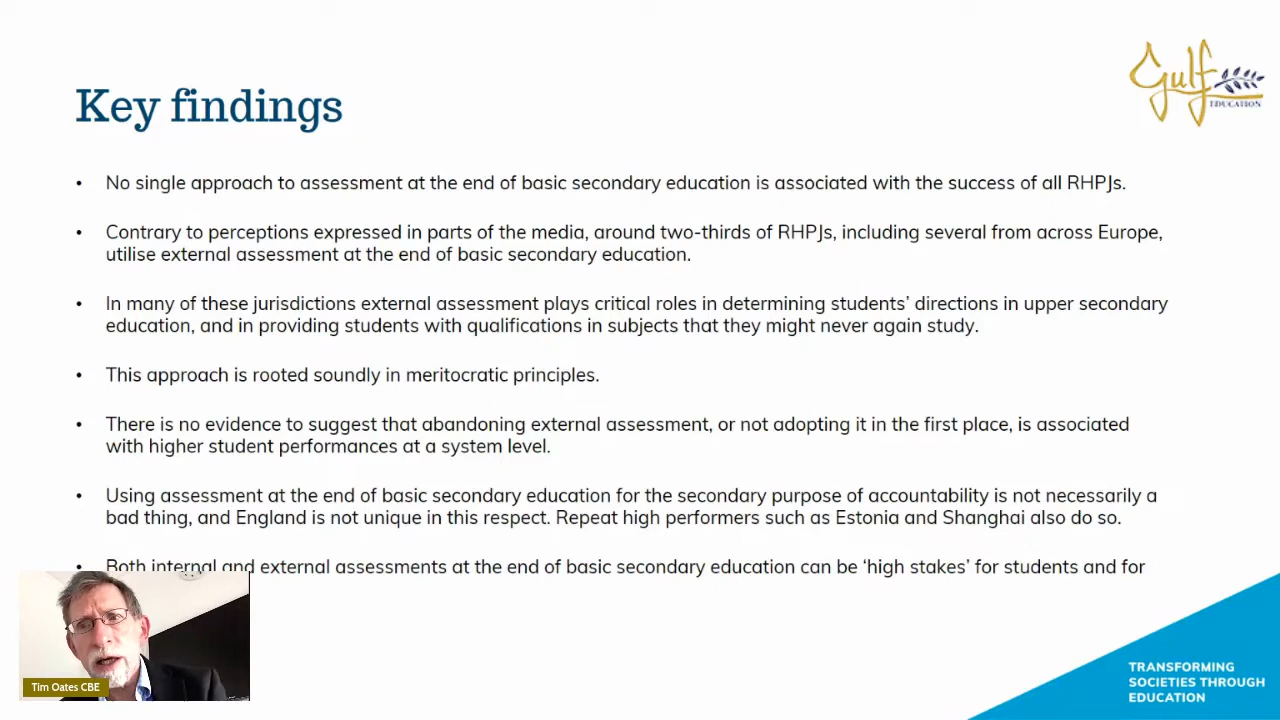 Gulf
EDUCATION
Key findings
• No single approach to assessment at the end of basic secondary education is associated with the success of all RHPJs.
• Contrary to perceptions expressed in parts of the media, around two-thirds of RHPJs, including several from across Europe,
utilise external assessment at the end of basic secondary education.
• In many of these jurisdictions external assessment plays critical roles in determining students’ directions in upper secondary
education, and in providing students with qualifications in subjects that they might never again study.
• This approach is rooted soundly in meritocratic principles.
• There is no evidence to suggest that abandoning external assessment, or not adopting it in the first place, is associated
with higher student performances at a system level.
• Using assessment at the end of basic secondary education for the secondary purpose of accountability is not necessarily a
bad thing, and England is not unique in this respect. Repeat high performers such as Estonia and Shanghai also do so.
• Both internal and external assessments at the end of basic secondary education can be ‘high stakes’ for students and for
Tim Oates CBE
TRANSFORMING
SOCIETIES THROUGH
EDUCATION